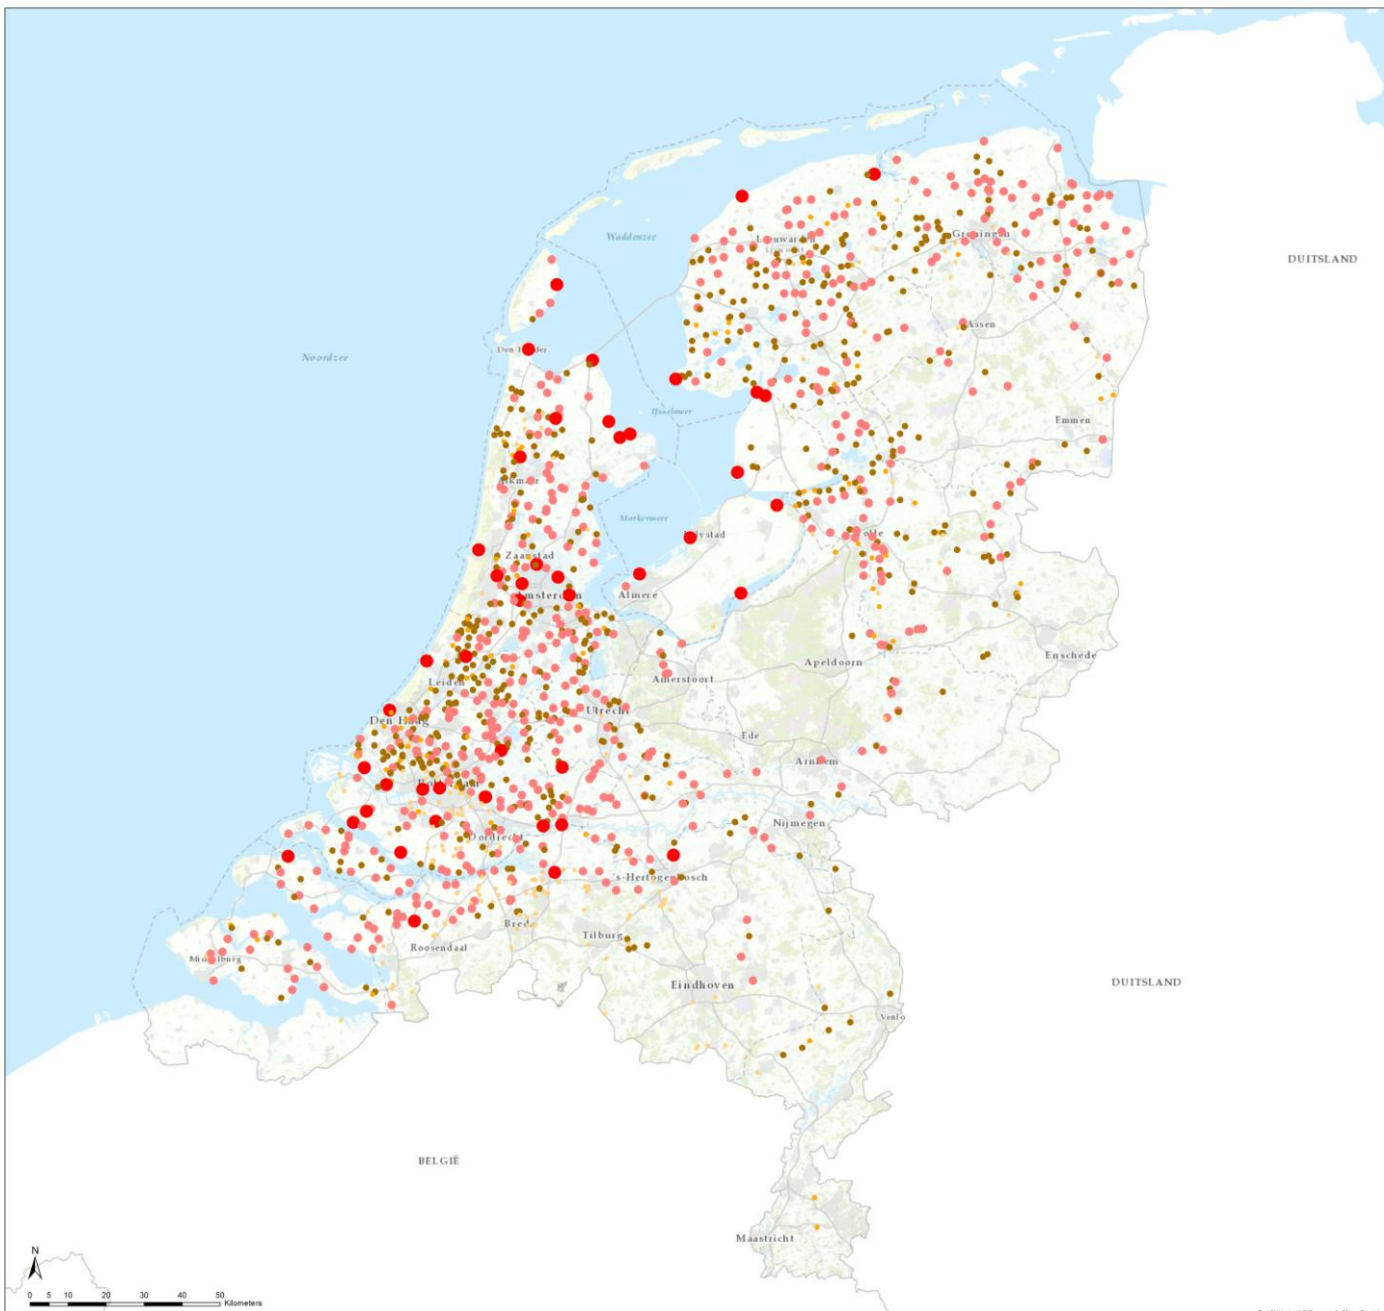 Waddenzee
Leeuwarden
Groningen
DUITSLAND
Assen
Noordzee
Den Helder
IJsselmeer
Emmen
Alkmaar
Markermeer
Lelystad
Zwolle
Zaanstad
Amsterdam
Almere
Enschede
Apeldoorn
Leiden
Amersfoort
Den Haag
Utrecht
Ede
Arnhem
Rotterdam
Nijmegen
Dordrecht
's-Hertogenbosch
Breda
Tilburg
Roosendaal
Middelburg
DUITSLAND
Eindhoven
Venlo
BELGIË
Maastricht
N
0 5 10 20 30 40 50
Kilometers